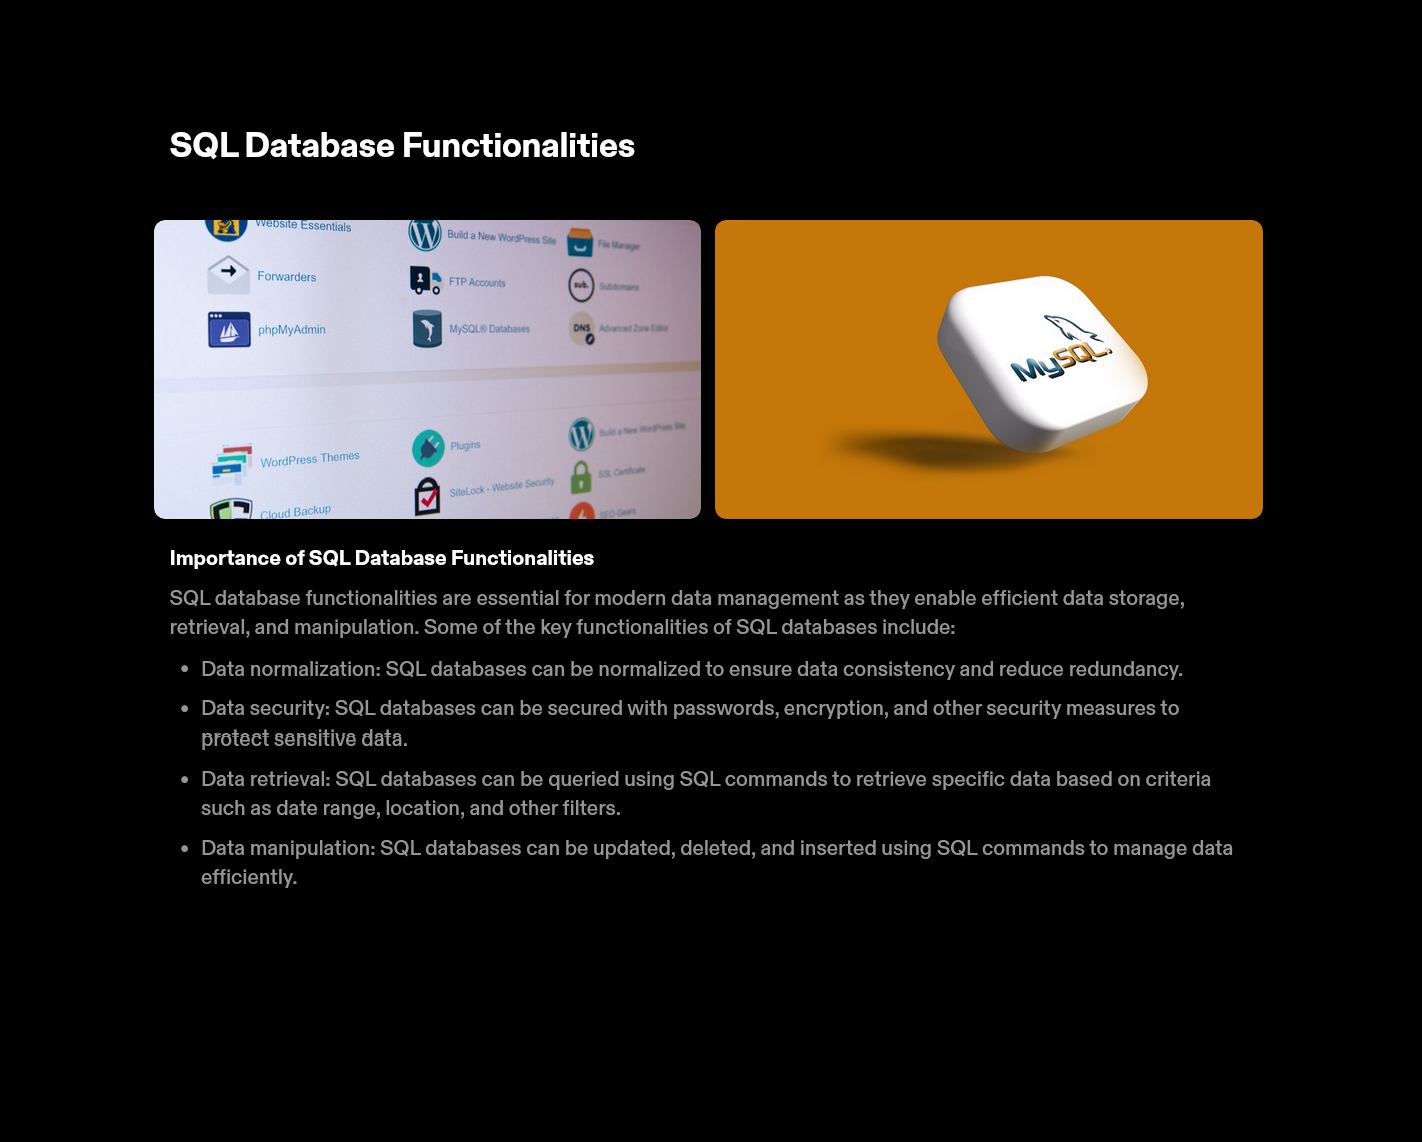 SQL Database Functionalities
Website Essentials
Build a New WordPress Site
File Manager
Forwarders
FTP Accounts
sub.
Subdomains
phpMyAdmin
MySQL® Databases
DNS
Advanced Zone Editor
WordPress Themes
Plugins
Build a New WordPress Site
Cloud Backup
SiteLock - Website Security
SSL Certificate
SEO Gears
MySQL
Importance of SQL Database Functionalities
SQL database functionalities are essential for modern data management as they enable efficient data storage,
retrieval, and manipulation. Some of the key functionalities of SQL databases include:
• Data normalization: SQL databases can be normalized to ensure data consistency and reduce redundancy.
• Data security: SQL databases can be secured with passwords, encryption, and other security measures to
protect sensitive data.
• Data retrieval: SQL databases can be queried using SQL commands to retrieve specific data based on criteria
such as date range, location, and other filters.
• Data manipulation: SQL databases can be updated, deleted, and inserted using SQL commands to manage data
efficiently.